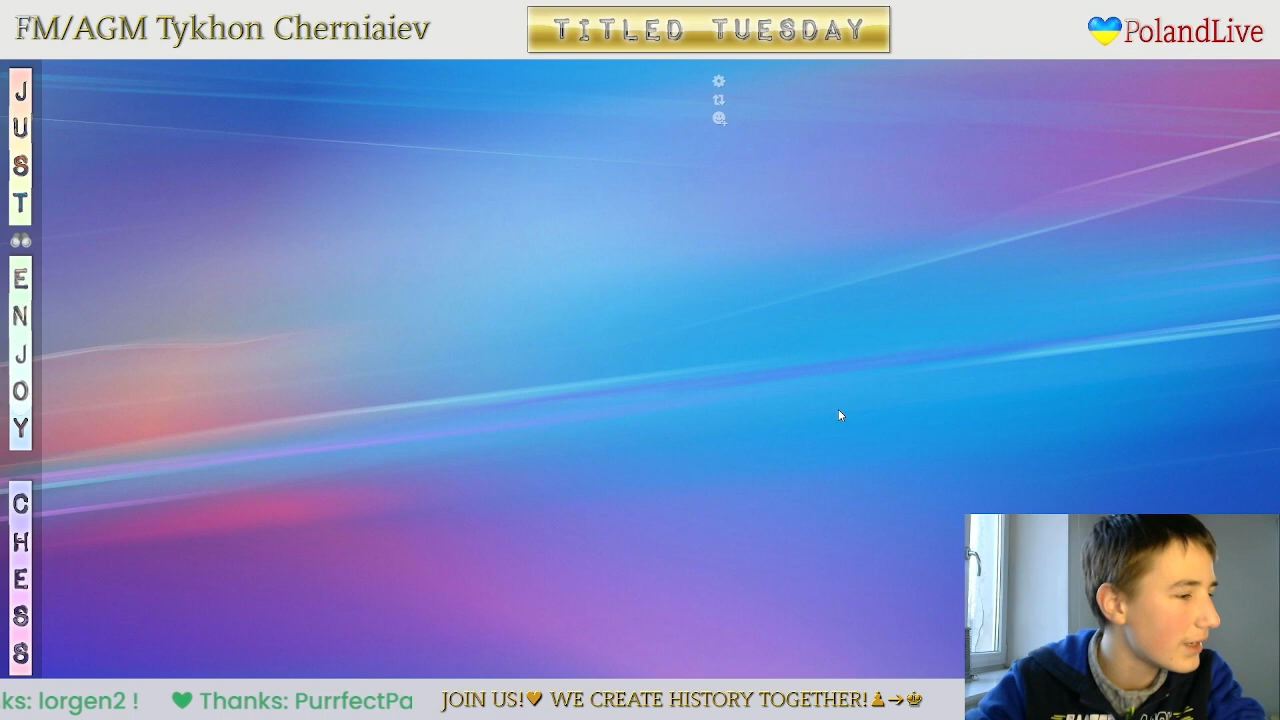 FM/AGM Tykhon Cherniaiev
TITLED TUESDAY
PolandLive
JUST
ENJOY
CHESS
ks: lorgen2 !
Thanks: PurrfectPa
JOIN US! WE CREATE HISTORY TOGETHER!